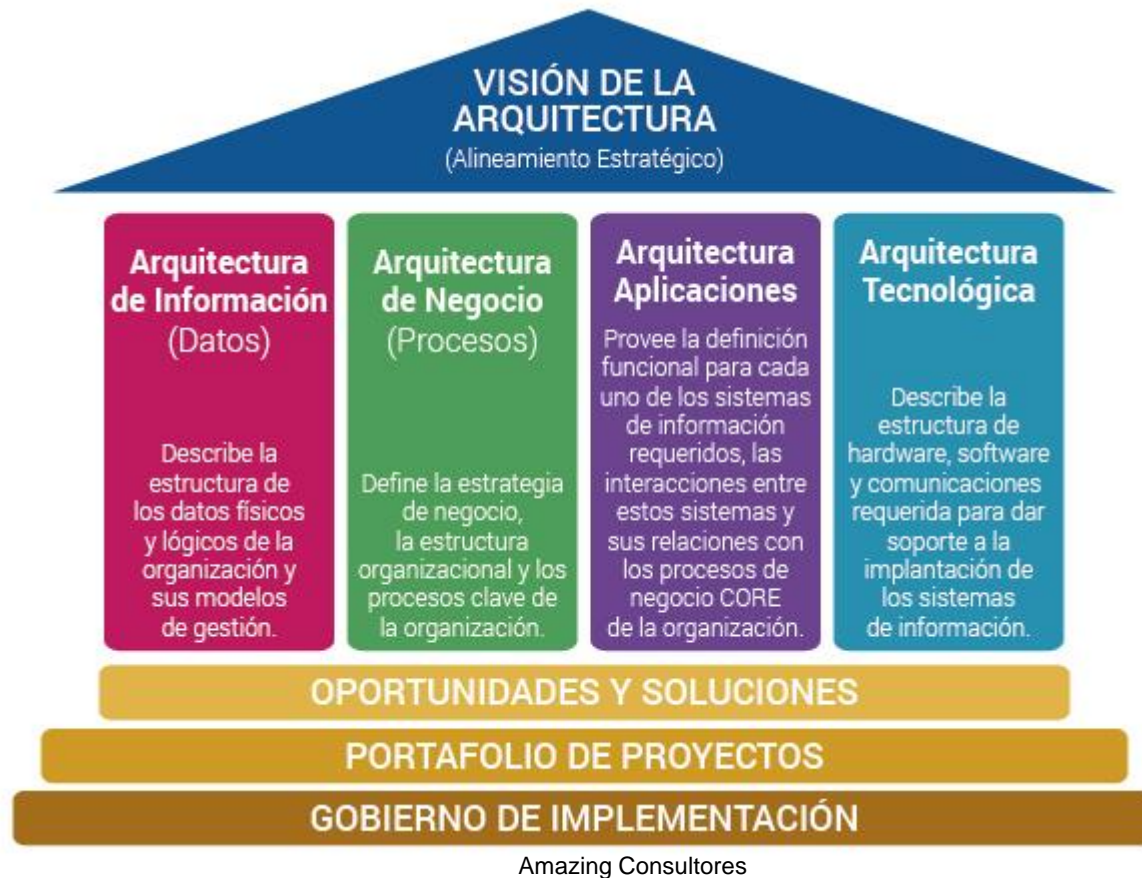 VISIÓN DE LA
ARQUITECTURA
(Alineamiento Estratégico)
Arquitectura
de Información
(Datos)
Describe la
estructura de
los datos físicos
y lógicos de la
organización y
sus modelos
de gestión.
Arquitectura
de Negocio
(Procesos)
Define la estrategia
de negocio,
la estructura
organizacional y los
procesos clave de
la organización.
Arquitectura
Aplicaciones
Provee la definición
funcional para cada
uno de los sistemas
de información
requeridos, las
interacciones entre
estos sistemas y
sus relaciones con
los procesos de
negocio CORE
de la organización.
Arquitectura
Tecnológica
Describe la
estructura de
hardware, software
y comunicaciones
requerida para dar
soporte a la
implantación de
los sistemas
de información.
OPORTUNIDADES Y SOLUCIONES
PORTAFOLIO DE PROYECTOS
GOBIERNO DE IMPLEMENTACIÓN
Amazing Consultores